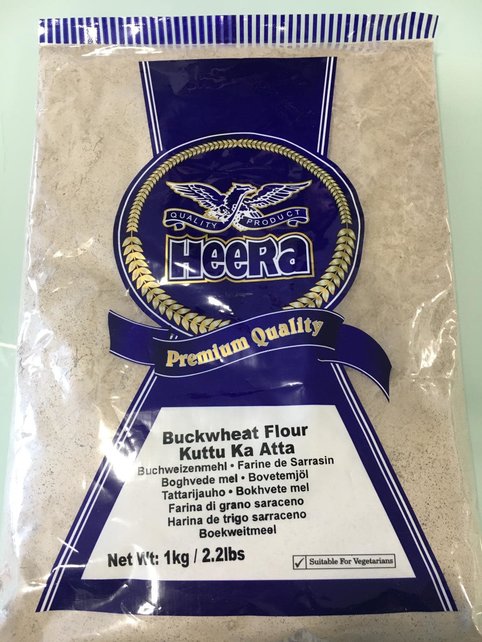 QUALITY PRODUCT
HEERA
Premium Quality
Buckwheat Flour
Kuttu Ka Atta
Buchweizenmehl • Farine de Sarrasin
Boghvede mel • Bovetemjöl
Tattarijauho • Bokhvete mel
Farina di grano saraceno
Harina de trigo sarraceno
Boekweitmeel
Net Wt: 1kg / 2.2lbs
Suitable For Vegetarians